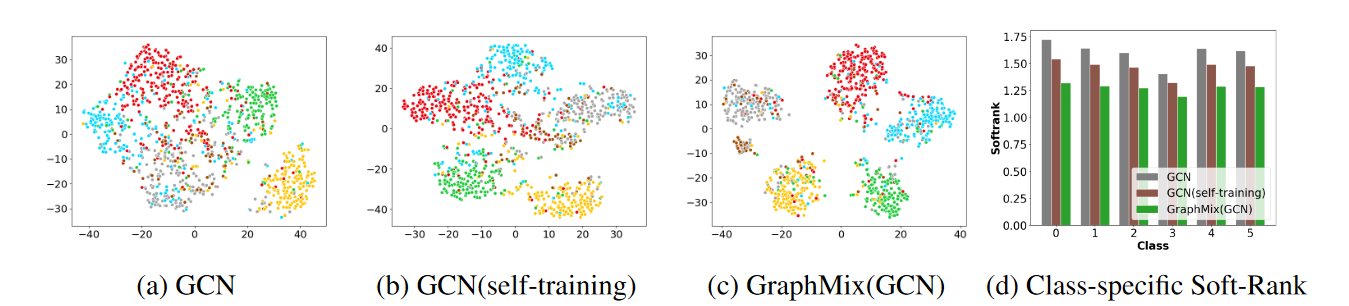 30
20
10
0
−10
−20
−30
−40 −20 0 20 40
(a) GCN
40
20
0
−20
−40
−30 −20 −10 0 10 20 30
(b) GCN(self-training)
30
20
10
0
−10
−20
−30
−40 −20 0 20 40
(c) GraphMix(GCN)
1.75
1.50
1.25
1.00
0.75
0.50
0.25
0.00
Softrank
GCN
GCN(self-training)
GraphMix(GCN)
0 1 2 3 4 5
Class
(d) Class-specific Soft-Rank